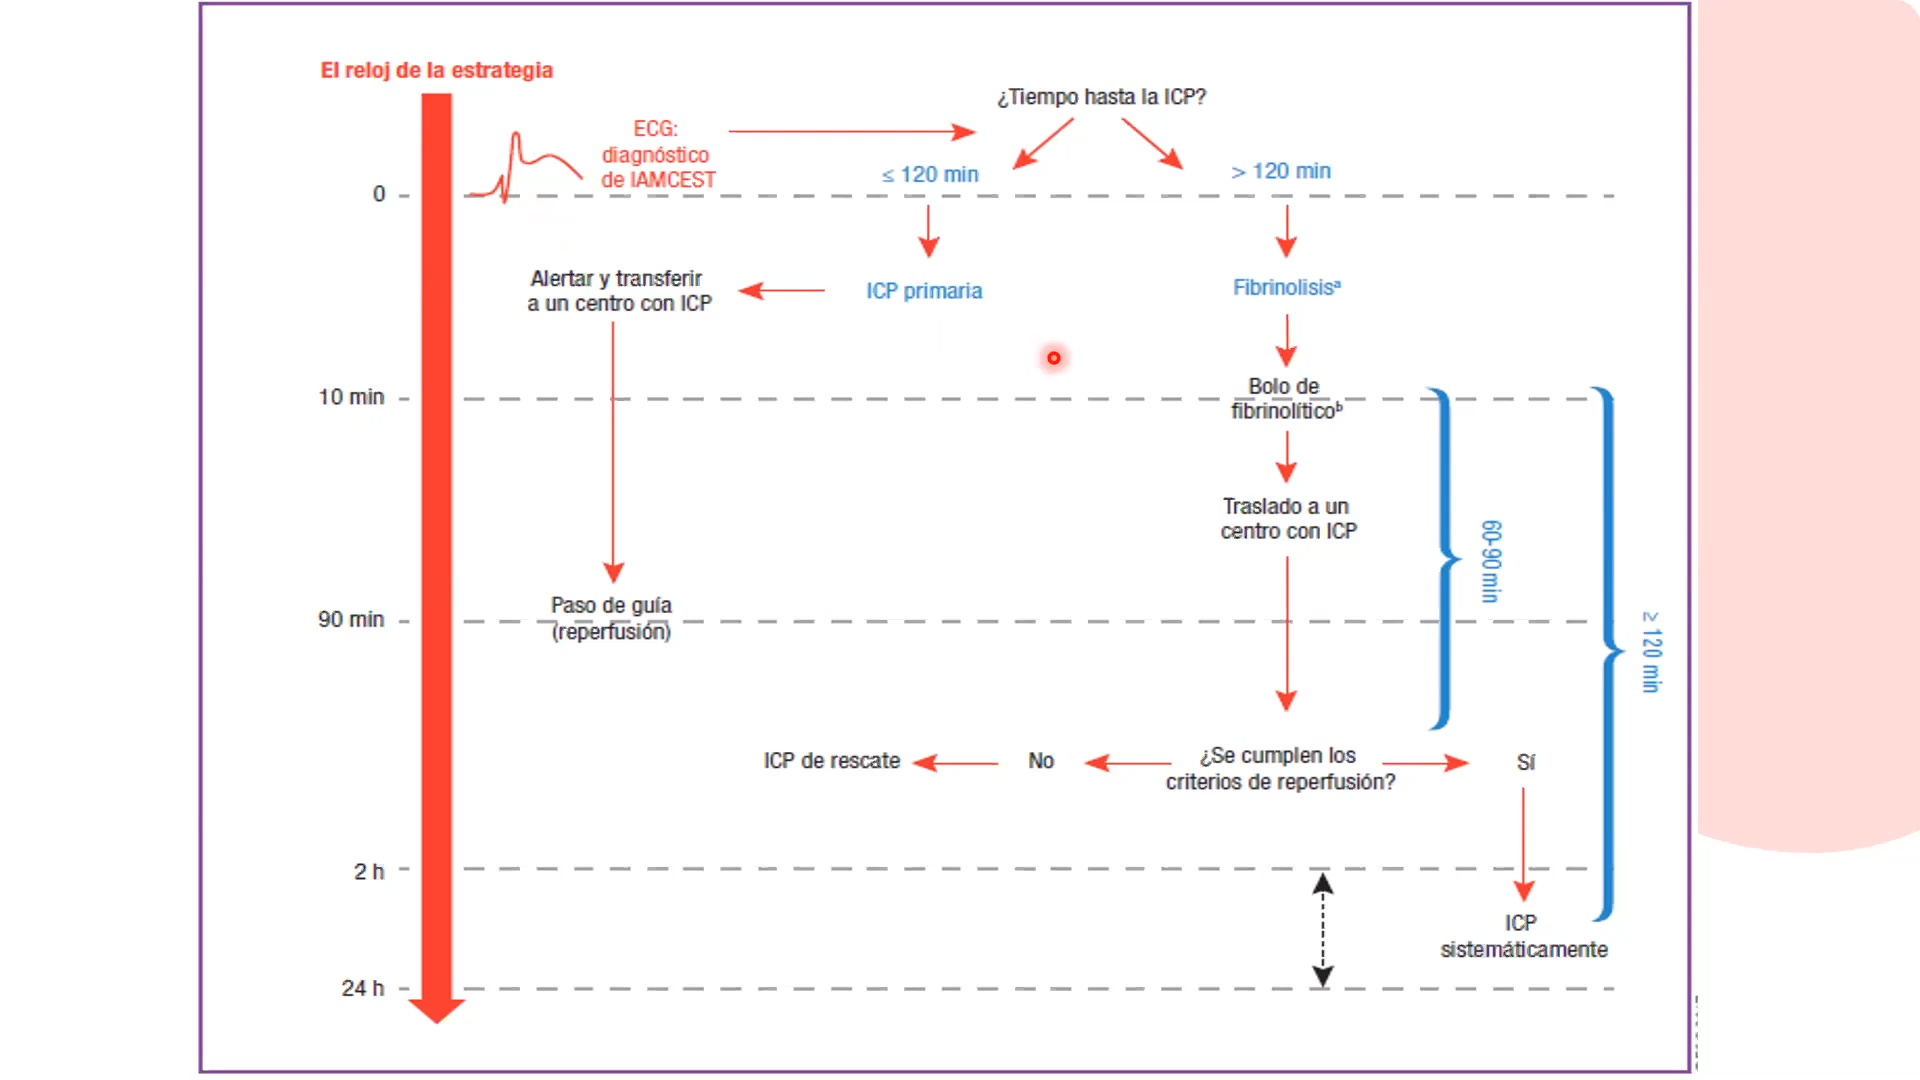 El reloj de la estrategia
¿Tiempo hasta la ICP?
ECG:
diagnóstico
de IAMCEST
≤ 120 min
> 120 min
0
Alertar y transferir
a un centro con ICP
ICP primaria
Fibrinolisisª
10 min
Bolo de
fibrinolíticoᵇ
Traslado a un
centro con ICP
60-90 min
90 min
Paso de guía
(reperfusión)
≥ 120 min
ICP de rescate
No
¿Se cumplen los
criterios de reperfusión?
Sí
2 h
ICP
sistemáticamente
24 h